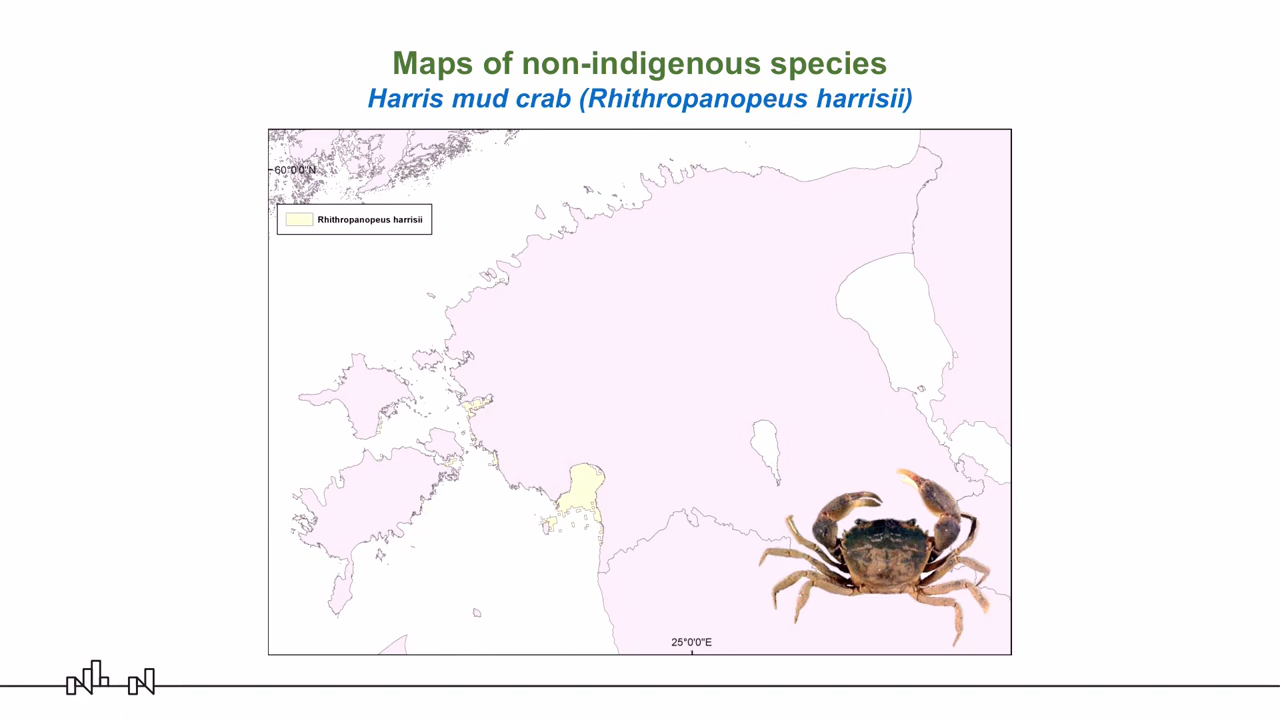 Maps of non-indigenous species
Harris mud crab (Rhithropanopeus harrisii)
60°0'0"N
Rhithropanopeus harrisii
25°0'0"E